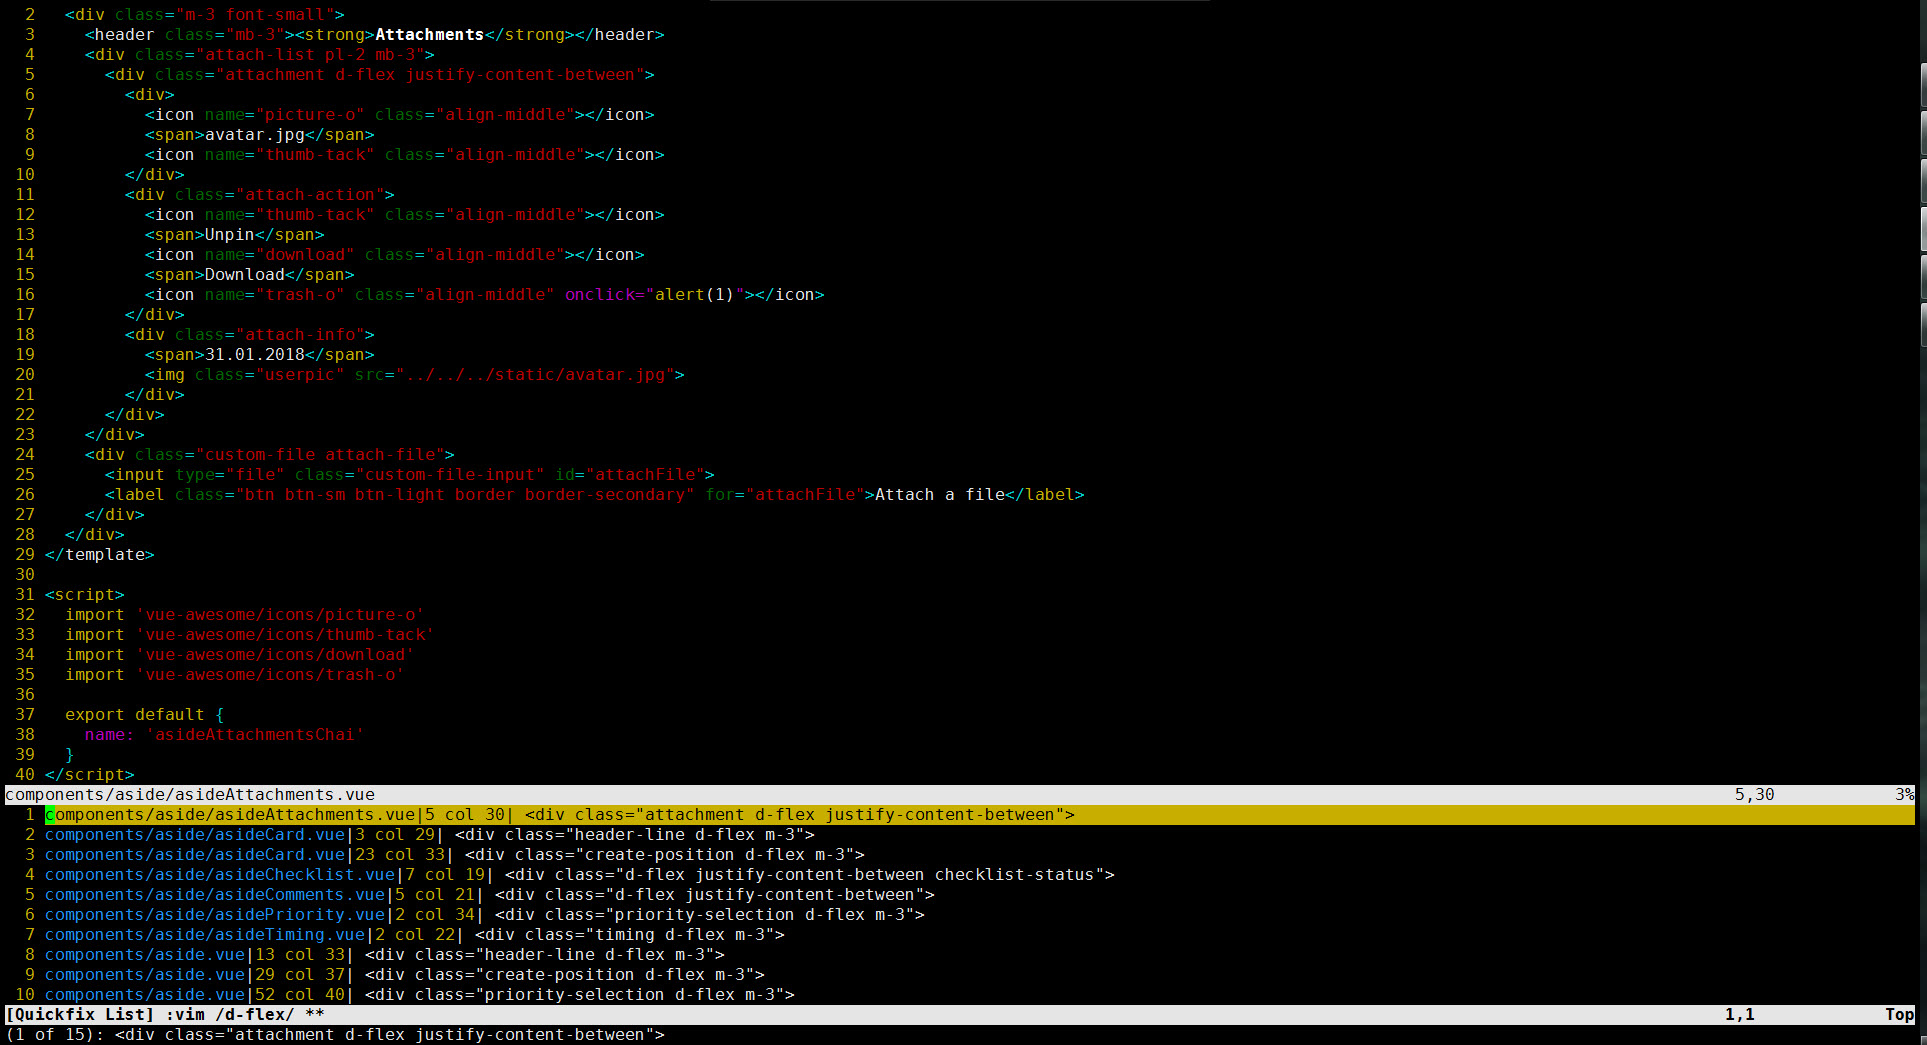 2   <div class="m-3 font-small">
3     <header class="mb-3"><strong>Attachments</strong></header>
4     <div class="attach-list pl-2 mb-3">
5       <div class="attachment d-flex justify-content-between">
6         <div>
7           <icon name="picture-o" class="align-middle"></icon>
8           <span>avatar.jpg</span>
9           <icon name="thumb-tack" class="align-middle"></icon>
10         </div>
11         <div class="attach-action">
12           <icon name="thumb-tack" class="align-middle"></icon>
13           <span>Unpin</span>
14           <icon name="download" class="align-middle"></icon>
15           <span>Download</span>
16           <icon name="trash-o" class="align-middle" onclick="alert(1)"></icon>
17         </div>
18         <div class="attach-info">
19           <span>31.01.2018</span>
20           <img class="userpic" src="../../../static/avatar.jpg">
21         </div>
22       </div>
23     </div>
24     <div class="custom-file attach-file">
25       <input type="file" class="custom-file-input" id="attachFile">
26       <label class="btn btn-sm btn-light border border-secondary" for="attachFile">Attach a file</label>
27     </div>
28   </div>
29 </template>
30
31 <script>
32   import 'vue-awesome/icons/picture-o'
33   import 'vue-awesome/icons/thumb-tack'
34   import 'vue-awesome/icons/download'
35   import 'vue-awesome/icons/trash-o'
36
37   export default {
38     name: 'asideAttachmentsChai'
39   }
40 </script>
components/aside/asideAttachments.vue 5,30 3%
1 components/aside/asideAttachments.vue|5 col 30| <div class="attachment d-flex justify-content-between">
2 components/aside/asideCard.vue|3 col 29| <div class="header-line d-flex m-3">
3 components/aside/asideCard.vue|23 col 33| <div class="create-position d-flex m-3">
4 components/aside/asideChecklist.vue|7 col 19| <div class="d-flex justify-content-between checklist-status">
5 components/aside/asideComments.vue|5 col 21| <div class="d-flex justify-content-between">
6 components/aside/asidePriority.vue|2 col 34| <div class="priority-selection d-flex m-3">
7 components/aside/asideTiming.vue|2 col 22| <div class="timing d-flex m-3">
8 components/aside.vue|13 col 33| <div class="header-line d-flex m-3">
9 components/aside.vue|29 col 37| <div class="create-position d-flex m-3">
10 components/aside.vue|52 col 40| <div class="priority-selection d-flex m-3">
[Quickfix List] :vim /d-flex/ ** 1,1 Top
(1 of 15): <div class="attachment d-flex justify-content-between">